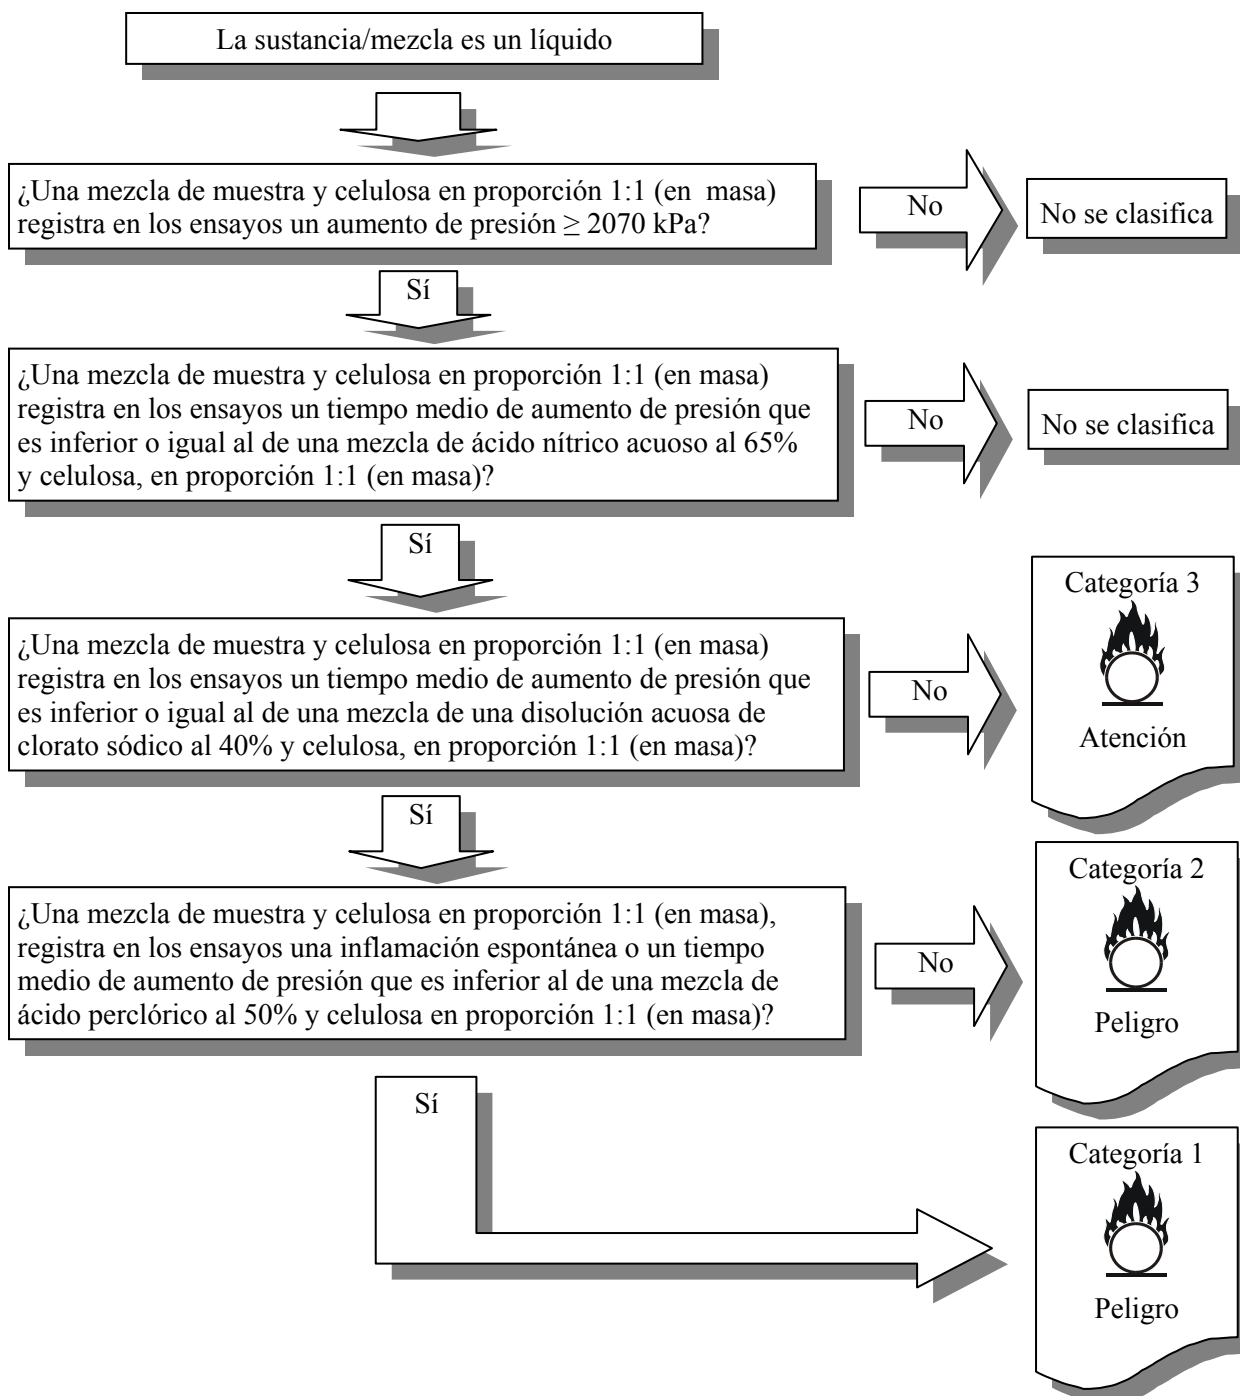 La sustancia/mezcla es un líquido
¿Una mezcla de muestra y celulosa en proporción 1:1 (en masa)
registra en los ensayos un aumento de presión ≥ 2070 kPa?
No
No se clasifica
Sí
¿Una mezcla de muestra y celulosa en proporción 1:1 (en masa)
registra en los ensayos un tiempo medio de aumento de presión que
es inferior o igual al de una mezcla de ácido nítrico acuoso al 65%
y celulosa, en proporción 1:1 (en masa)?
No
No se clasifica
Sí
¿Una mezcla de muestra y celulosa en proporción 1:1 (en masa)
registra en los ensayos un tiempo medio de aumento de presión que
es inferior o igual al de una mezcla de una disolución acuosa de
clorato sódico al 40% y celulosa, en proporción 1:1 (en masa)?
No
Categoría 3
Atención
Sí
¿Una mezcla de muestra y celulosa en proporción 1:1 (en masa),
registra en los ensayos una inflamación espontánea o un tiempo
medio de aumento de presión que es inferior al de una mezcla de
ácido perclórico al 50% y celulosa en proporción 1:1 (en masa)?
No
Categoría 2
Peligro
Sí
Categoría 1
Peligro